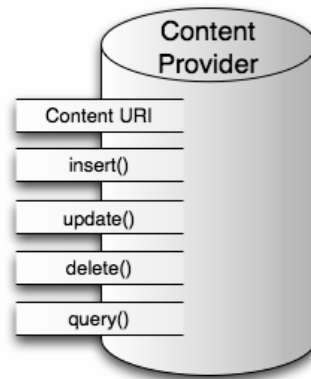 Content
Provider
Content URI
insert()
update()
delete()
query()